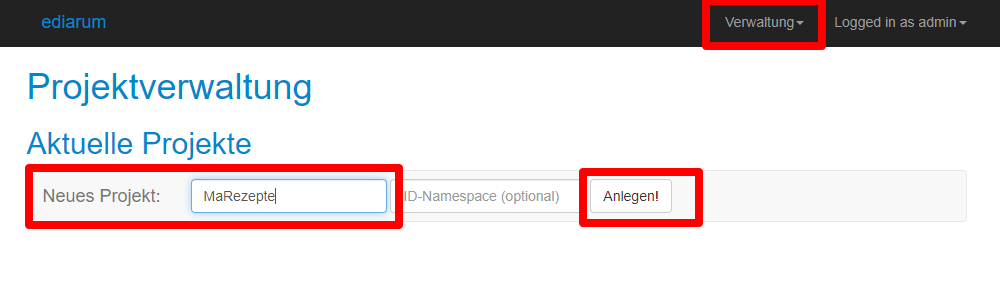 ediarum Verwaltung Logged in as admin
Projektverwaltung
Aktuelle Projekte
Neues Projekt: MaRezepte ID-Namespace (optional) Anlegen!